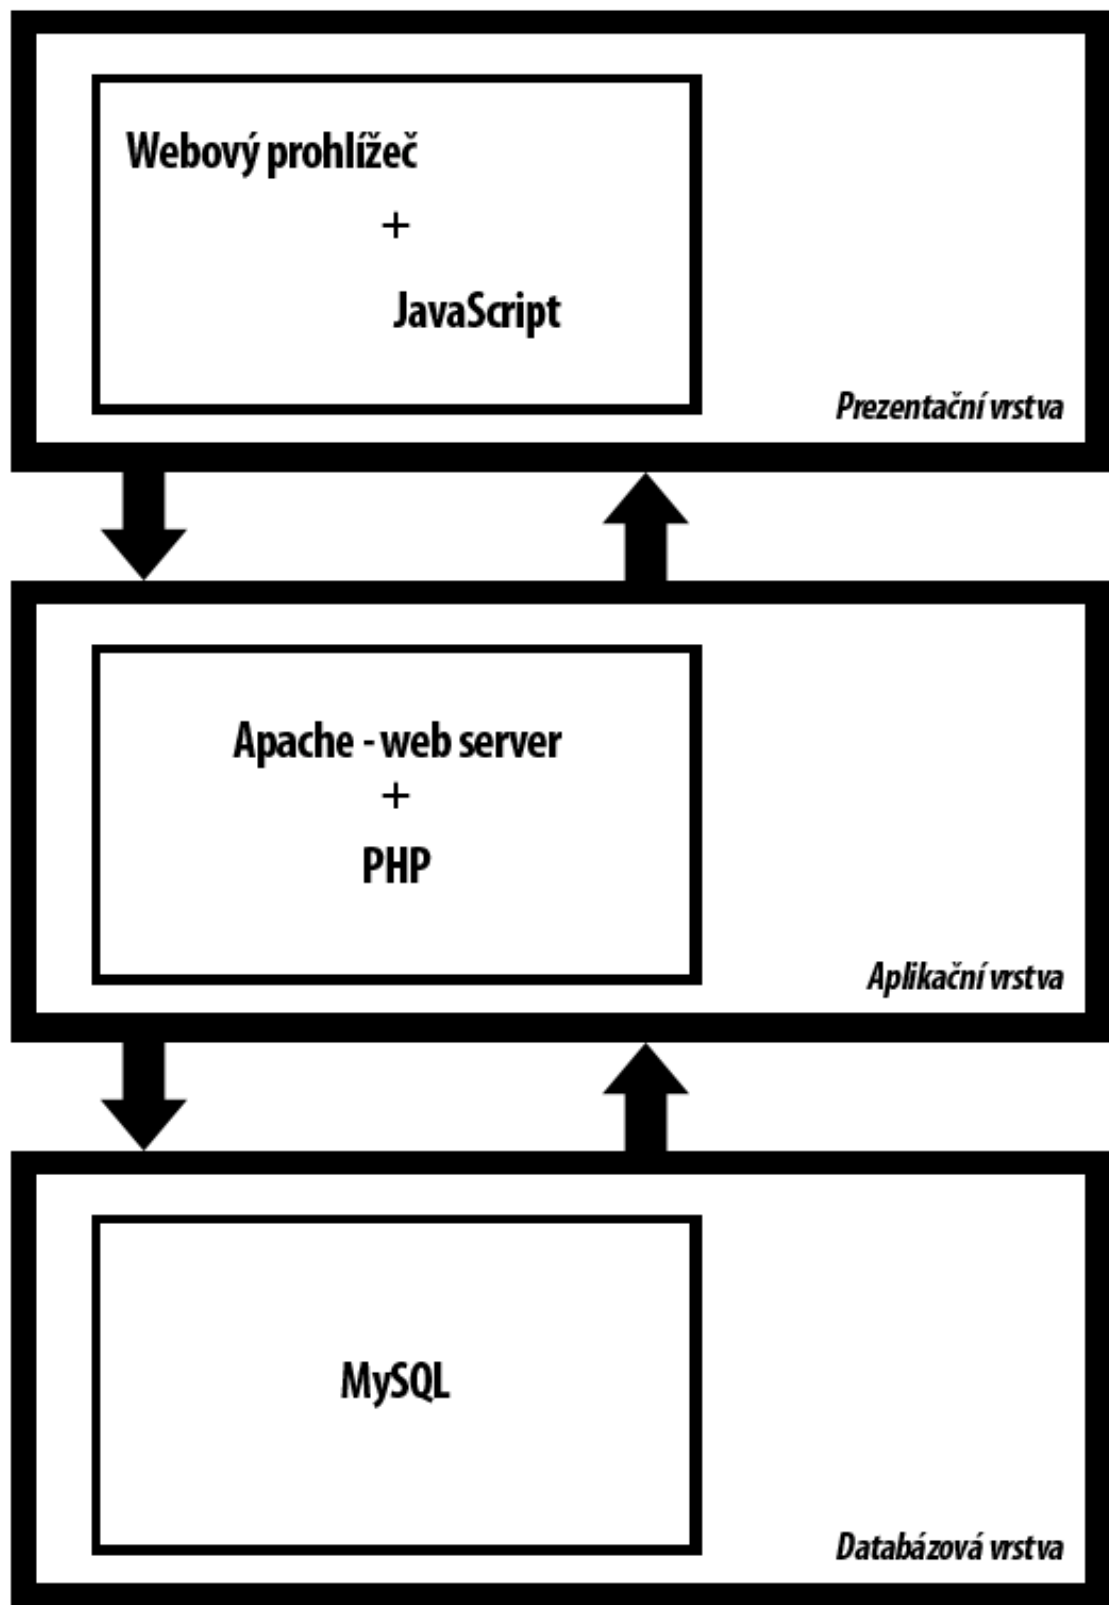 Webový prohlížeč
+
JavaScript
Prezentační vrstva
Apache - web server
+
PHP
Aplikační vrstva
MySQL
Databázová vrstva